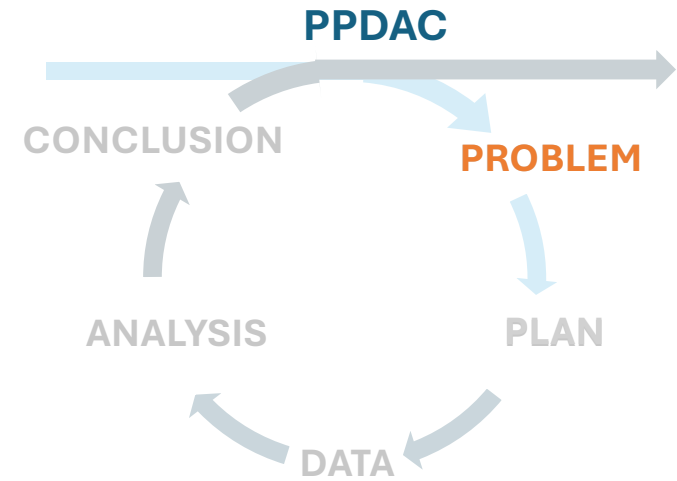 PPDAC
CONCLUSION
PROBLEM
ANALYSIS
PLAN
DATA